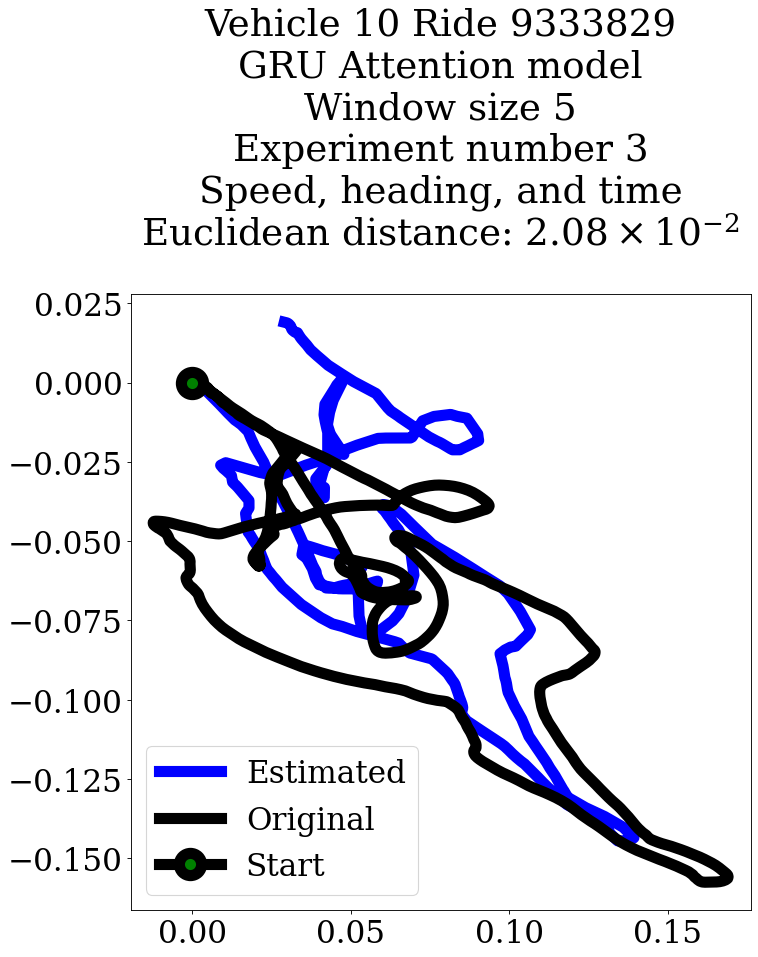 Vehicle 10 Ride 9333829
GRU Attention model
Window size 5
Experiment number 3
Speed, heading, and time
Euclidean distance: 2.08 × 10⁻²
0.025
0.000
−0.025
−0.050
−0.075
−0.100
−0.125
−0.150
Estimated
Original
Start
0.00 0.05 0.10 0.15